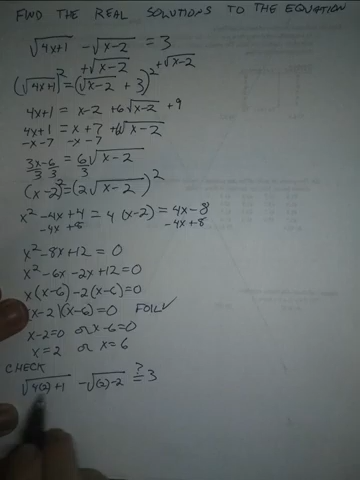 FIND THE REAL SOLUTIONS TO THE EQUATION
√4x+1 - √x-2 = 3
+√x-2 +√x-2
(√4x+1)² = (√x-2 + 3)²
4x+1 = x-2 + 6√x-2 + 9
4x+1 = x+7 + 6√x-2
-x-7 -x-7
3x-6/3 = 6/3 √x-2
(x-2)² = (2√x-2)²
x² -4x+4 = 4(x-2) = 4x-8
-4x+8 -4x+8
x² -8x+12 = 0
x² -6x -2x+12 = 0
x(x-6) -2(x-6) = 0
(x-2)(x-6) = 0 FOIL✓
x-2=0 or x-6=0
x=2 or x=6
CHECK
√4(2)+1 - √(2)-2 ?= 3